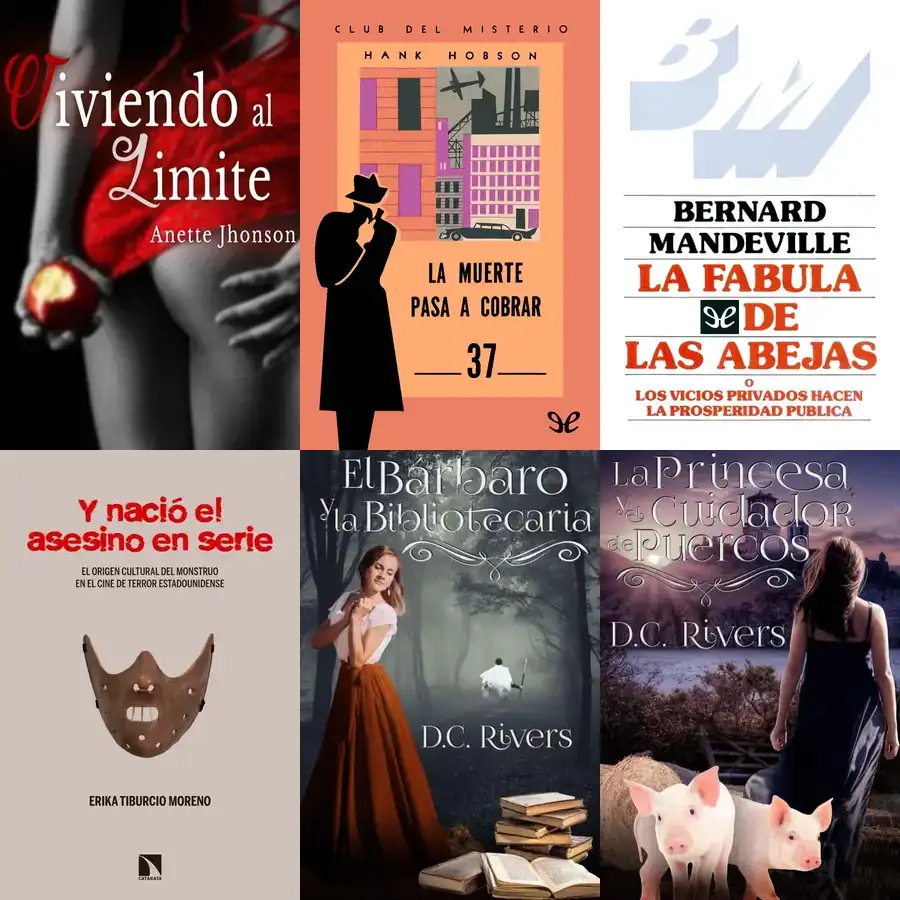 Viviendo al
Limite
Anette Jhonson
CLUB DEL MISTERIO
HANK HOBSON
LA MUERTE
PASA A COBRAR
37
BM
BERNARD
MANDEVILLE
LA FABULA
DE
LAS ABEJAS
O
LOS VICIOS PRIVADOS HACEN
LA PROSPERIDAD PUBLICA
Y nació el
asesino en serie
EL ORIGEN CULTURAL DEL MONSTRUO
EN EL CINE DE TERROR ESTADOUNIDENSE
ERIKA TIBURCIO MORENO
CATARATA
El Bárbaro
y la Bibliotecaria
D.C. Rivers
La Princesa
y el Cuidador
de Puercos
D.C. Rivers